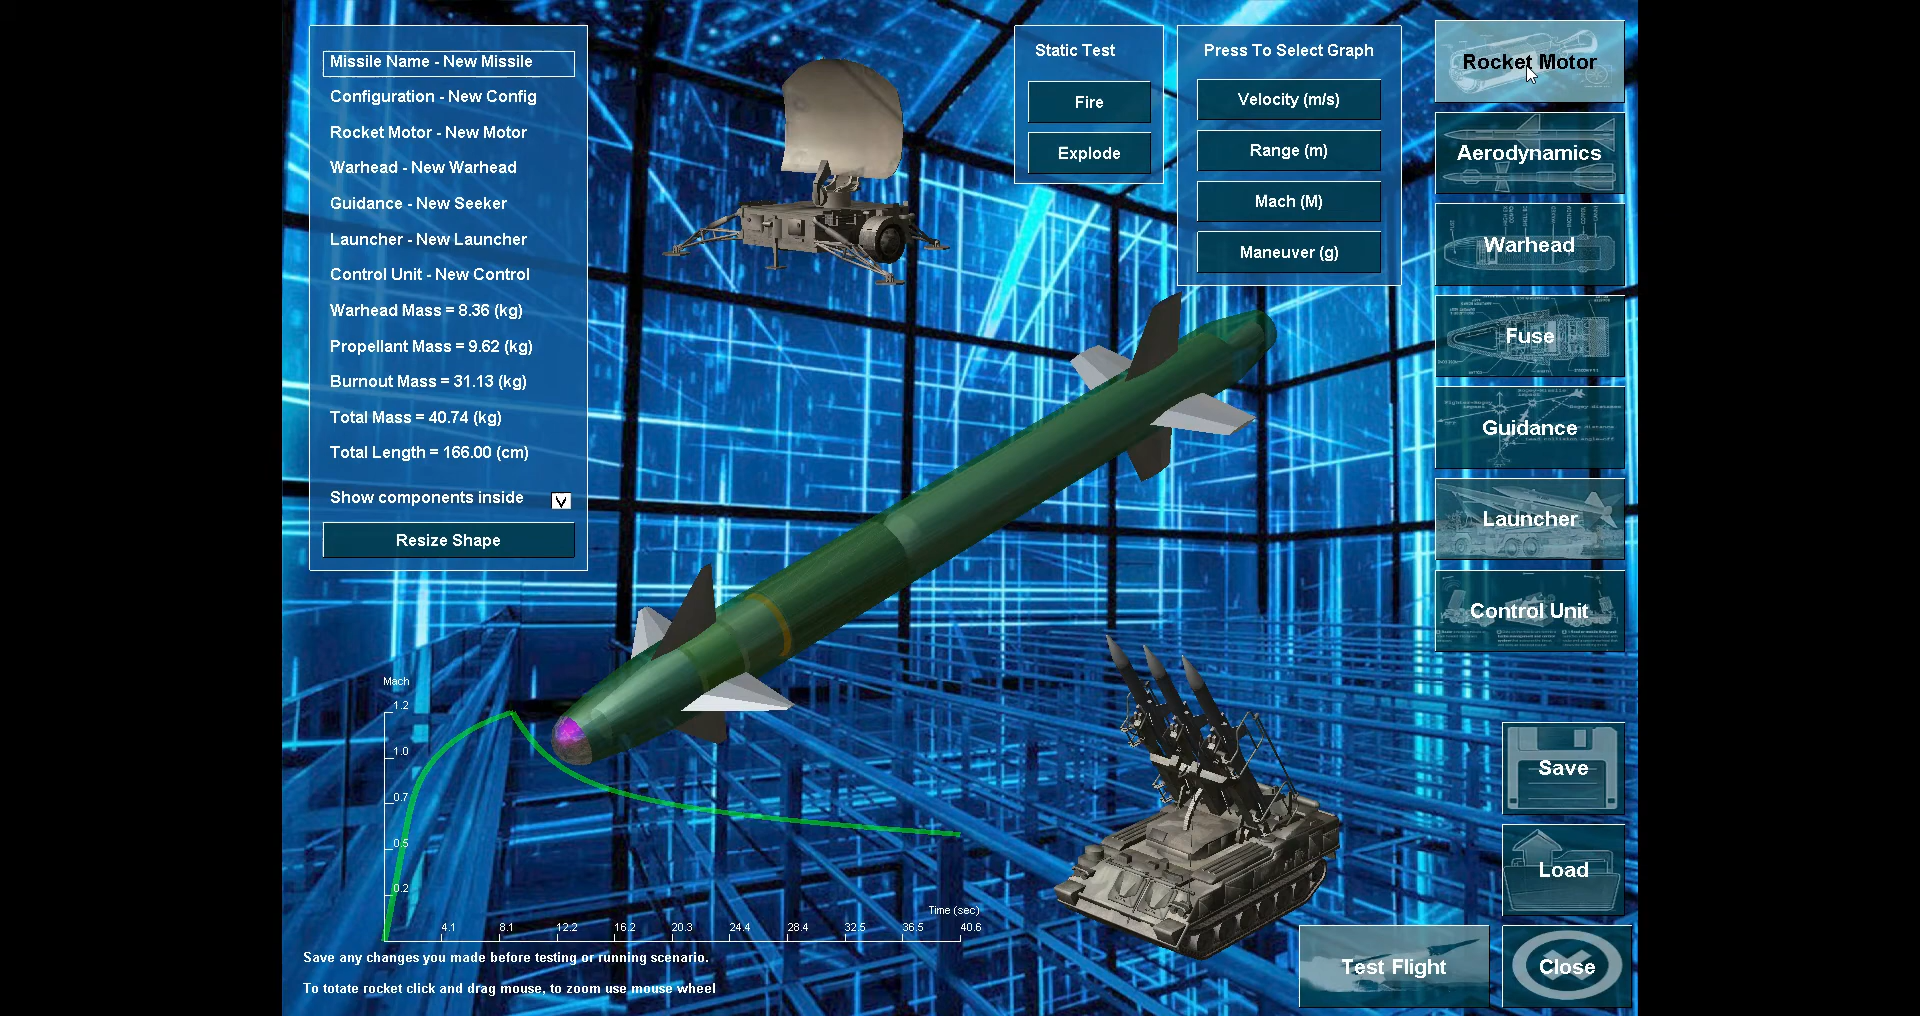 Missile Name - New Missile
Configuration - New Config
Rocket Motor - New Motor
Warhead - New Warhead
Guidance - New Seeker
Launcher - New Launcher
Control Unit - New Control
Warhead Mass = 8.36 (kg)
Propellant Mass = 9.62 (kg)
Burnout Mass = 31.13 (kg)
Total Mass = 40.74 (kg)
Total Length = 166.00 (cm)
Show components inside V
Resize Shape
Static Test
Fire
Explode
Press To Select Graph
Velocity (m/s)
Range (m)
Mach (M)
Maneuver (g)
Rocket Motor
Aerodynamics
Warhead
Fuse
Guidance
Launcher
Control Unit
Mach
1.2
1.0
0.7
0.5
0.2
Time (sec)
4.1 8.1 12.2 16.2 20.3 24.4 28.4 32.5 36.5 40.6
Save any changes you made before testing or running scenario.
To totate rocket click and drag mouse, to zoom use mouse wheel
Save
Load
Test Flight
Close